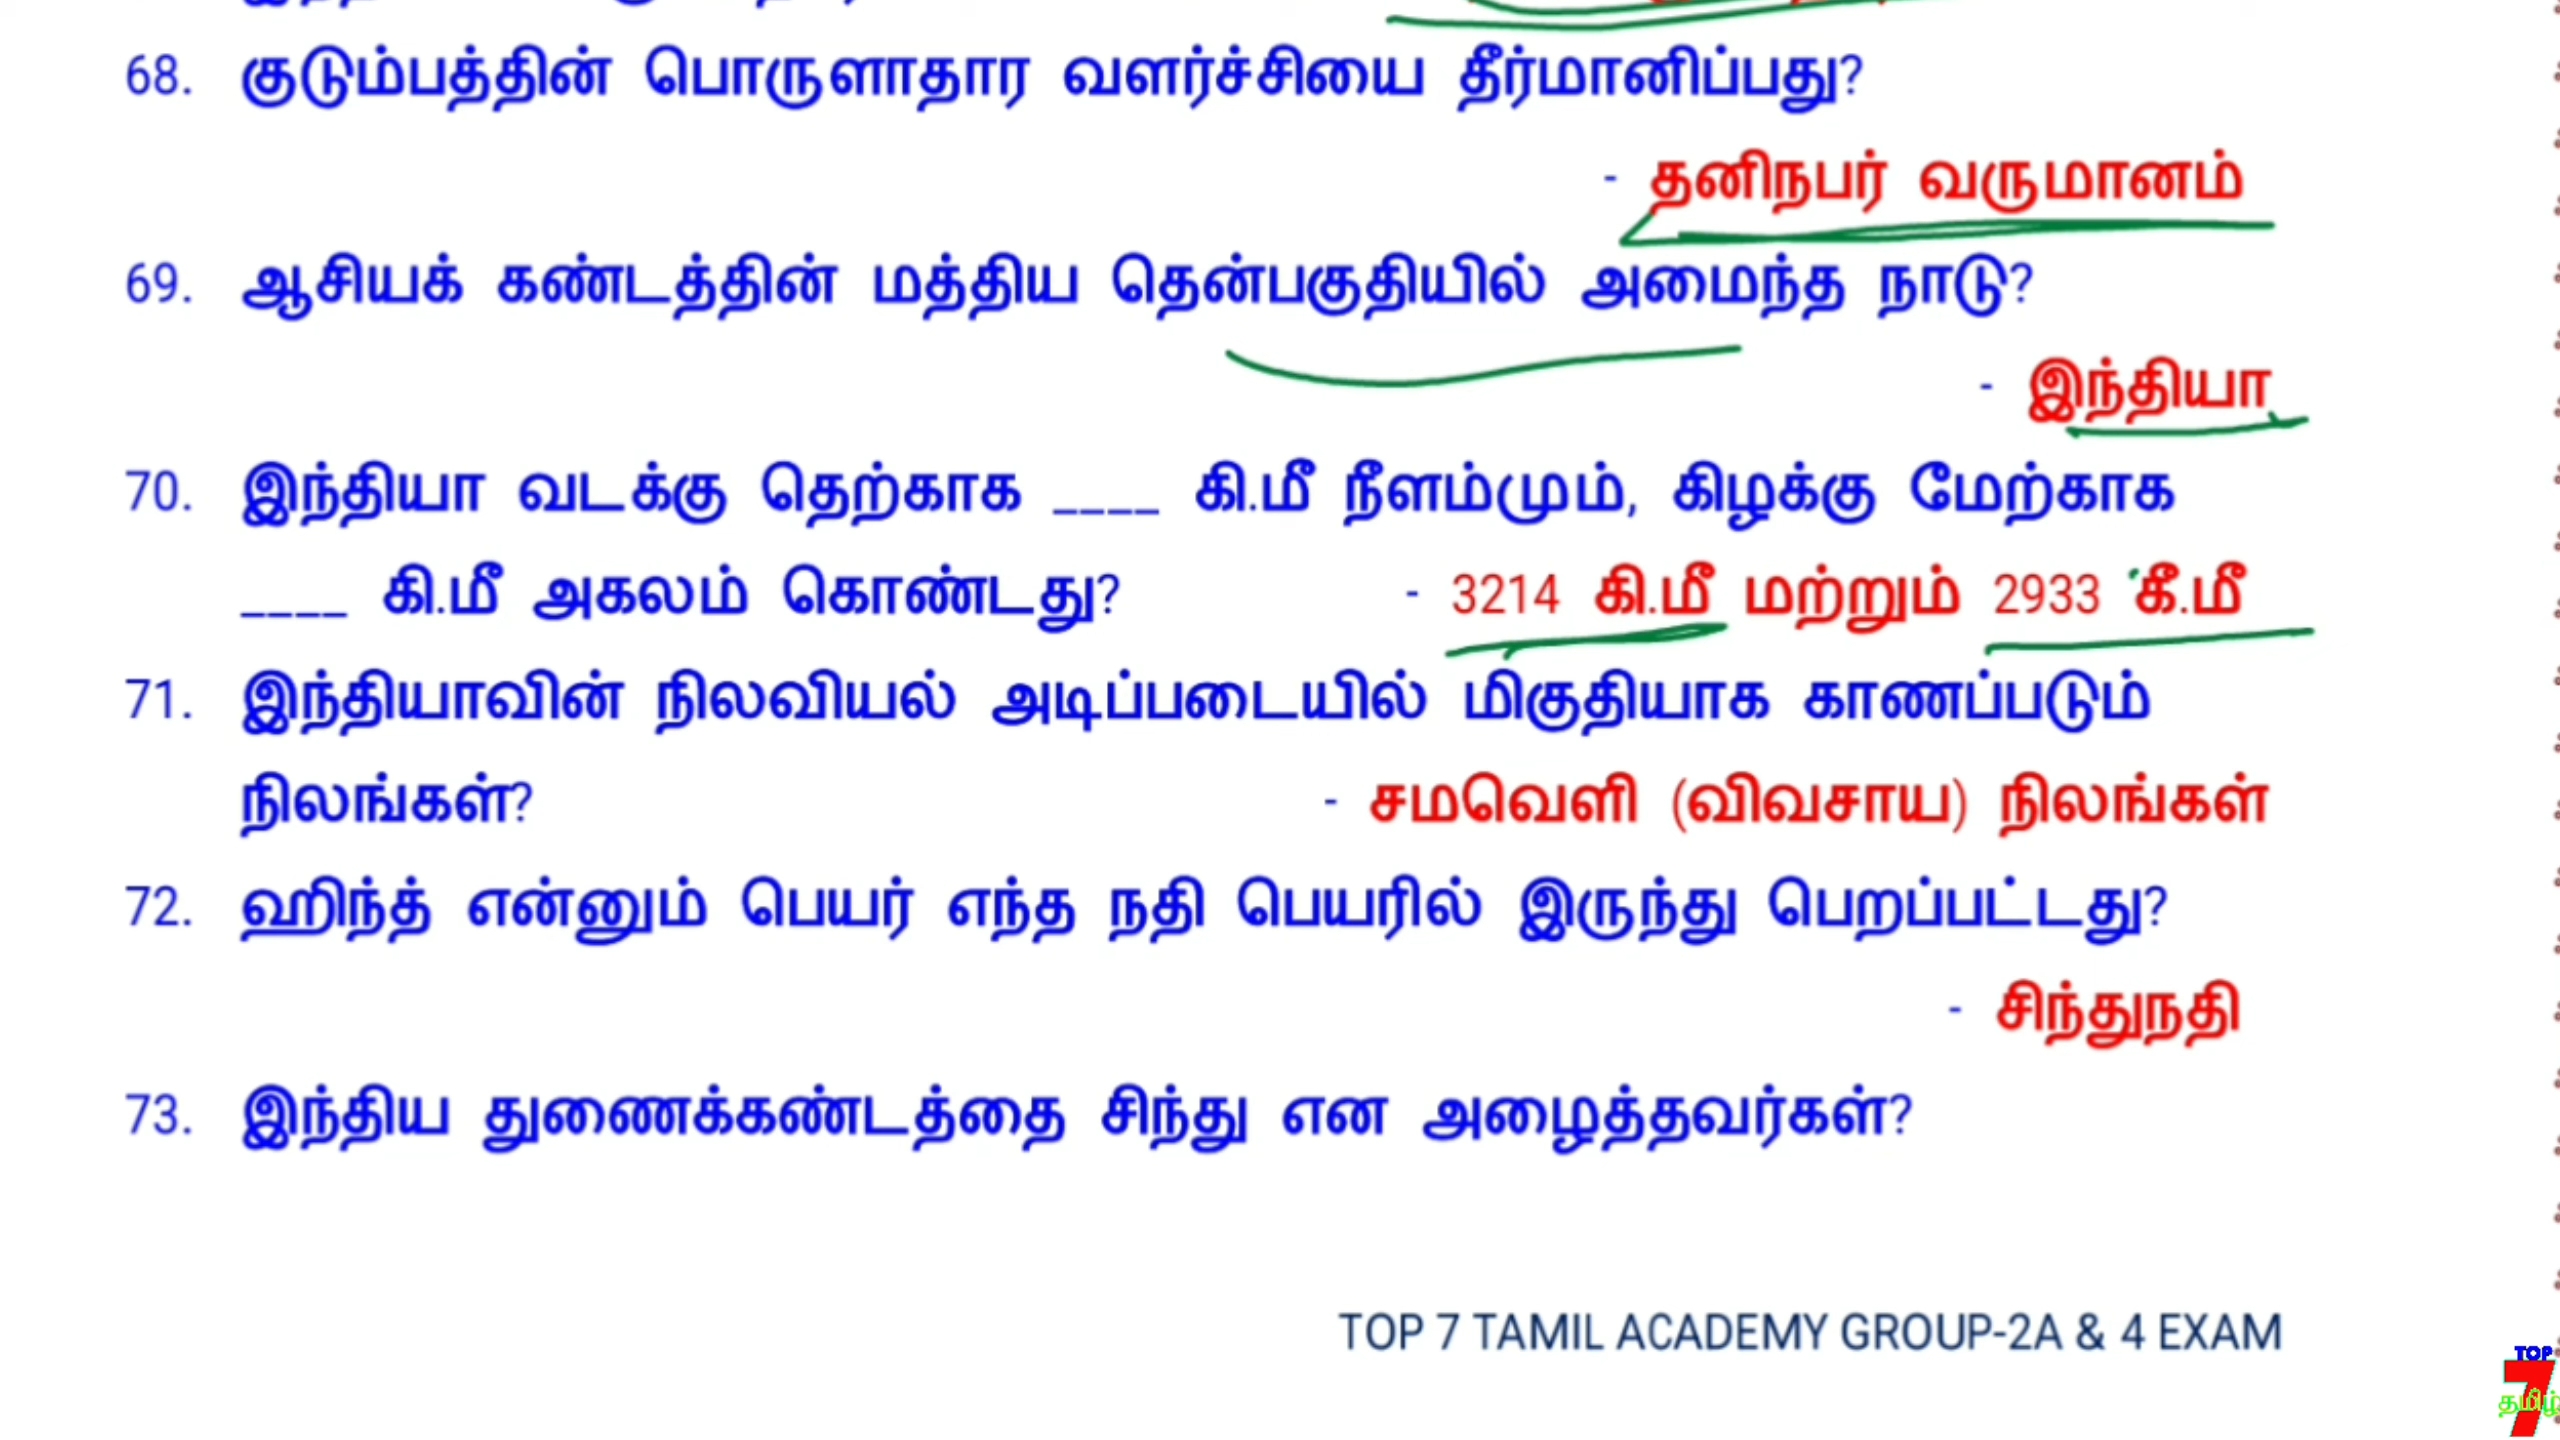 68. குடும்பத்தின் பொருளாதார வளர்ச்சியை தீர்மானிப்பது?
- தனிநபர் வருமானம்
69. ஆசியக் கண்டத்தின் மத்திய தென்பகுதியில் அமைந்த நாடு?
- இந்தியா
70. இந்தியா வடக்கு தெற்காக ____ கி.மீ நீளம்மும், கிழக்கு மேற்காக
____ கி.மீ அகலம் கொண்டது? - 3214 கி.மீ மற்றும் 2933 கீ.மீ
71. இந்தியாவின் நிலவியல் அடிப்படையில் மிகுதியாக காணப்படும்
நிலங்கள்? - சமவெளி (விவசாய) நிலங்கள்
72. ஹிந்த் என்னும் பெயர் எந்த நதி பெயரில் இருந்து பெறப்பட்டது?
- சிந்துநதி
73. இந்திய துணைக்கண்டத்தை சிந்து என அழைத்தவர்கள்?
TOP 7 TAMIL ACADEMY GROUP-2A & 4 EXAM
TOP
7
தமிழ்